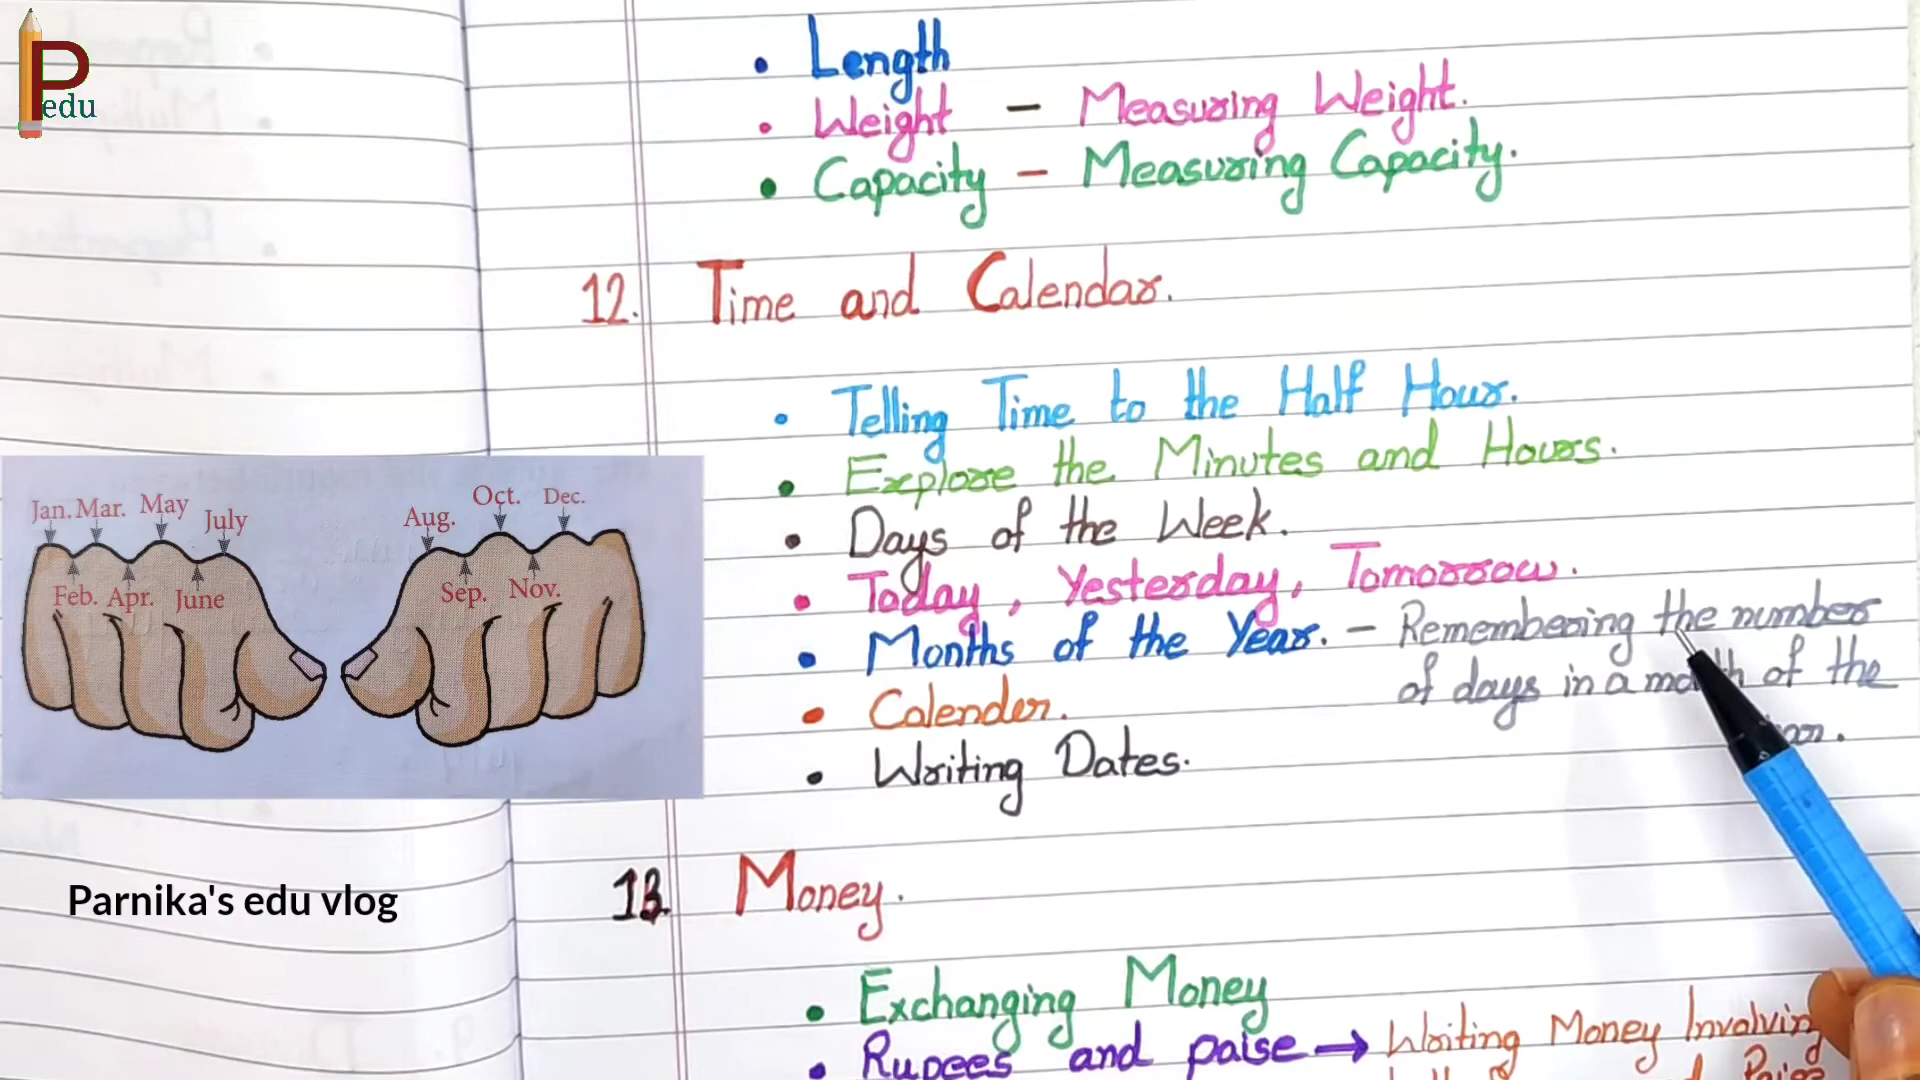 P
edu
• Length
• Weight – Measuring Weight.
• Capacity – Measuring Capacity.
12. Time and Calendar.
• Telling Time to the Half Hour.
• Explore the Minutes and Hours.
• Days of the Week.
• Today, Yesterday, Tomorrow.
• Months of the Year. – Remembering the number
of days in a month of the
• Calender.
• Writing Dates.
Jan. Mar. May July
Feb. Apr. June
Aug. Oct. Dec.
Sep. Nov.
Parnika's edu vlog
13. Money.
• Exchanging Money
• Rupees and paise → Writing Money Involving